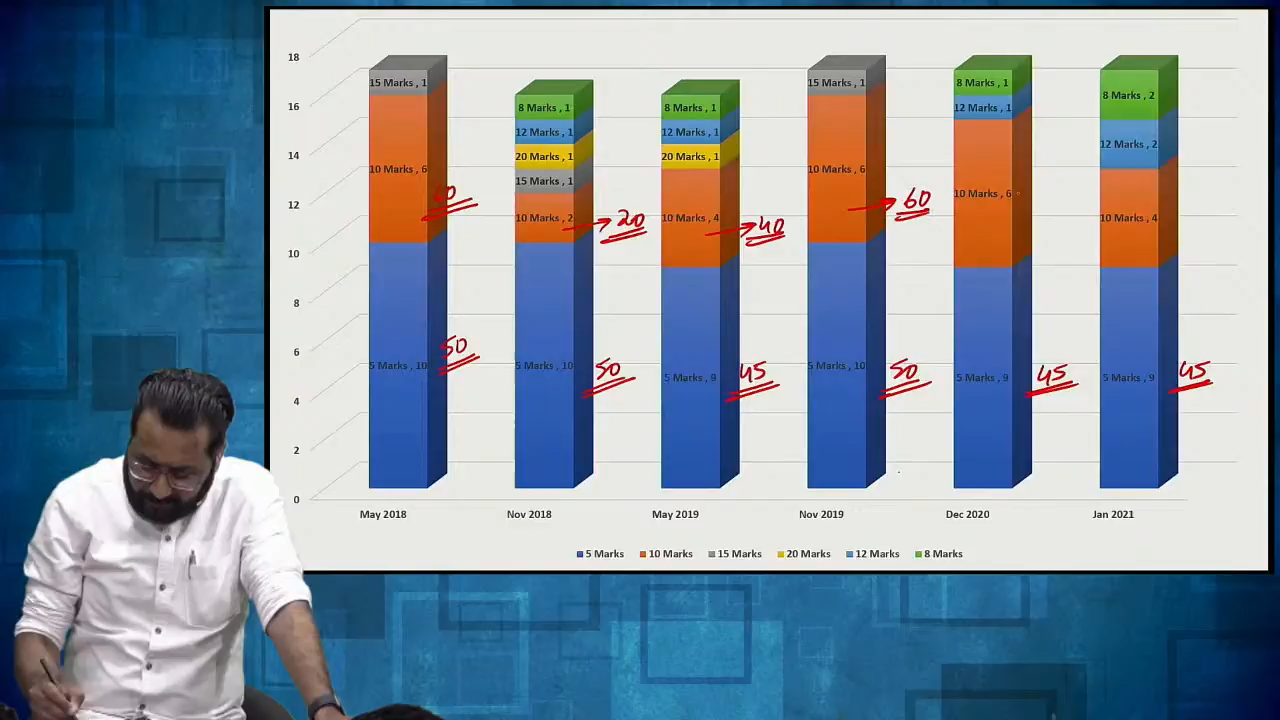 18
16
14
12
10
8
6
4
2
0
15 Marks , 1
10 Marks , 6
60
5 Marks , 10
50
8 Marks , 1
12 Marks , 1
20 Marks , 1
15 Marks , 1
10 Marks , 2
20
5 Marks , 10
50
8 Marks , 1
12 Marks , 1
20 Marks , 1
10 Marks , 4
40
5 Marks , 9
45
15 Marks , 1
10 Marks , 6
60
5 Marks , 10
50
8 Marks , 1
12 Marks , 1
10 Marks , 6
5 Marks , 9
45
8 Marks , 2
12 Marks , 2
10 Marks , 4
5 Marks , 9
45
May 2018 Nov 2018 May 2019 Nov 2019 Dec 2020 Jan 2021
5 Marks 10 Marks 15 Marks 20 Marks 12 Marks 8 Marks